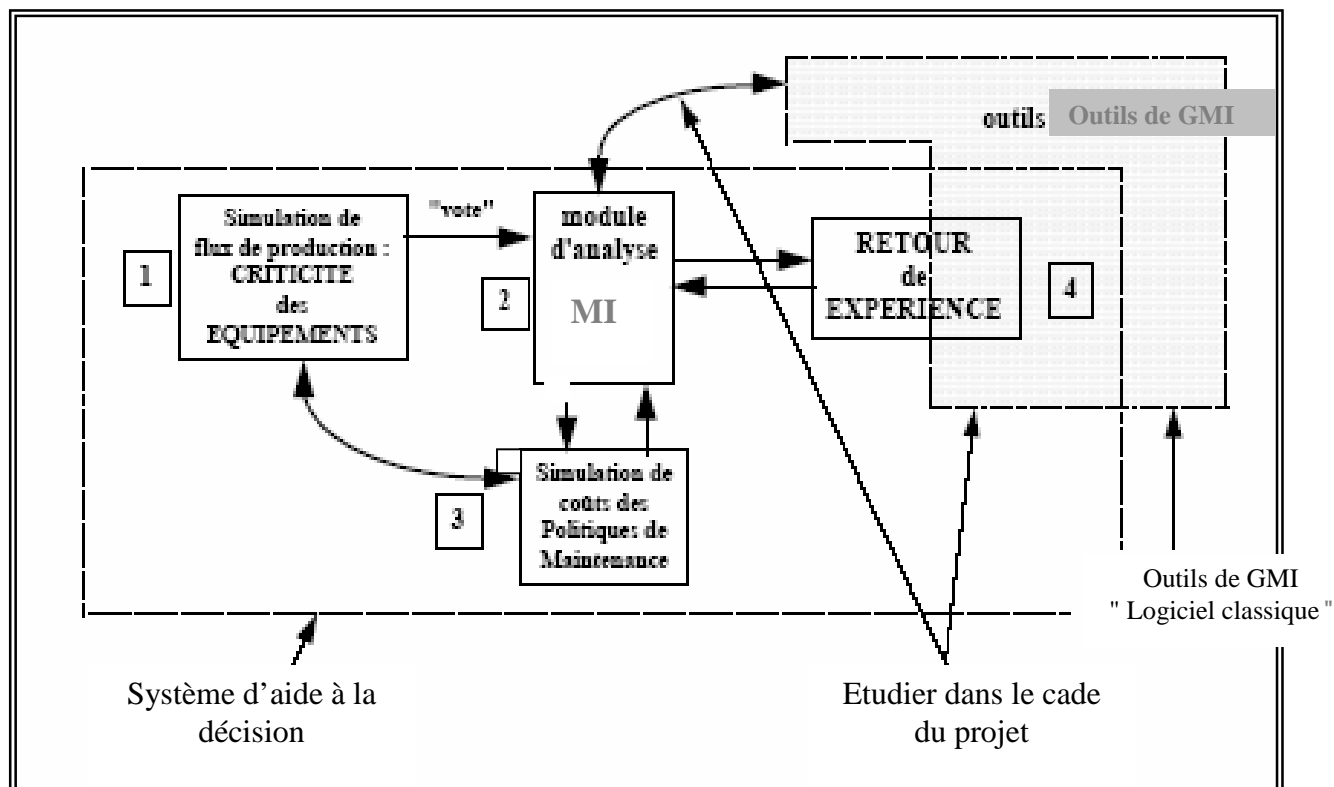 outils Outils de GMI
Simulation de
flux de production :
CRITICITE
des
EQUIPEMENTS
1
"vote"
module
d'analyse
MI
2
RETOUR
de
EXPERIENCE
4
Simulation de
coûts des
Politiques de
Maintenance
3
Outils de GMI
" Logiciel classique "
Système d'aide à la
décision
Etudier dans le cade
du projet